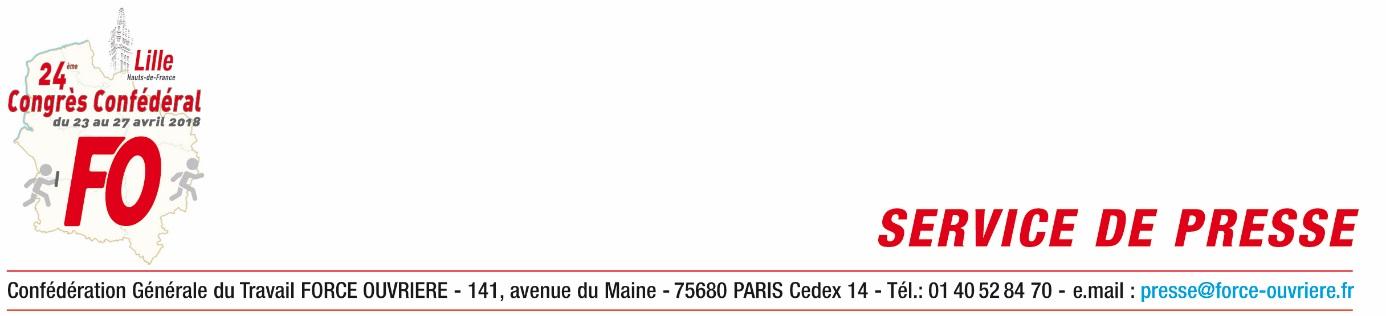 24ème
Lille
Hauts-de-France
Congrès Confédéral
du 23 au 27 avril 2018
FO
SERVICE DE PRESSE
Confédération Générale du Travail FORCE OUVRIERE - 141, avenue du Maine - 75680 PARIS Cedex 14 - Tél.: 01 40 52 84 70 - e.mail : presse@force-ouvriere.fr